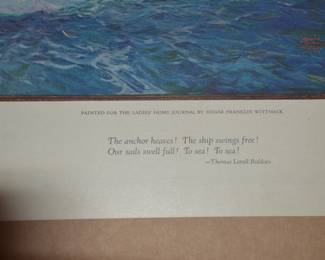 PAINTED FOR THE LADIES' HOME JOURNAL BY EDGAR FRANKLIN WITTMACK
The anchor heaves! The ship swings free!
Our sails swell full! To sea! To sea!
—Thomas Lovell Beddoes